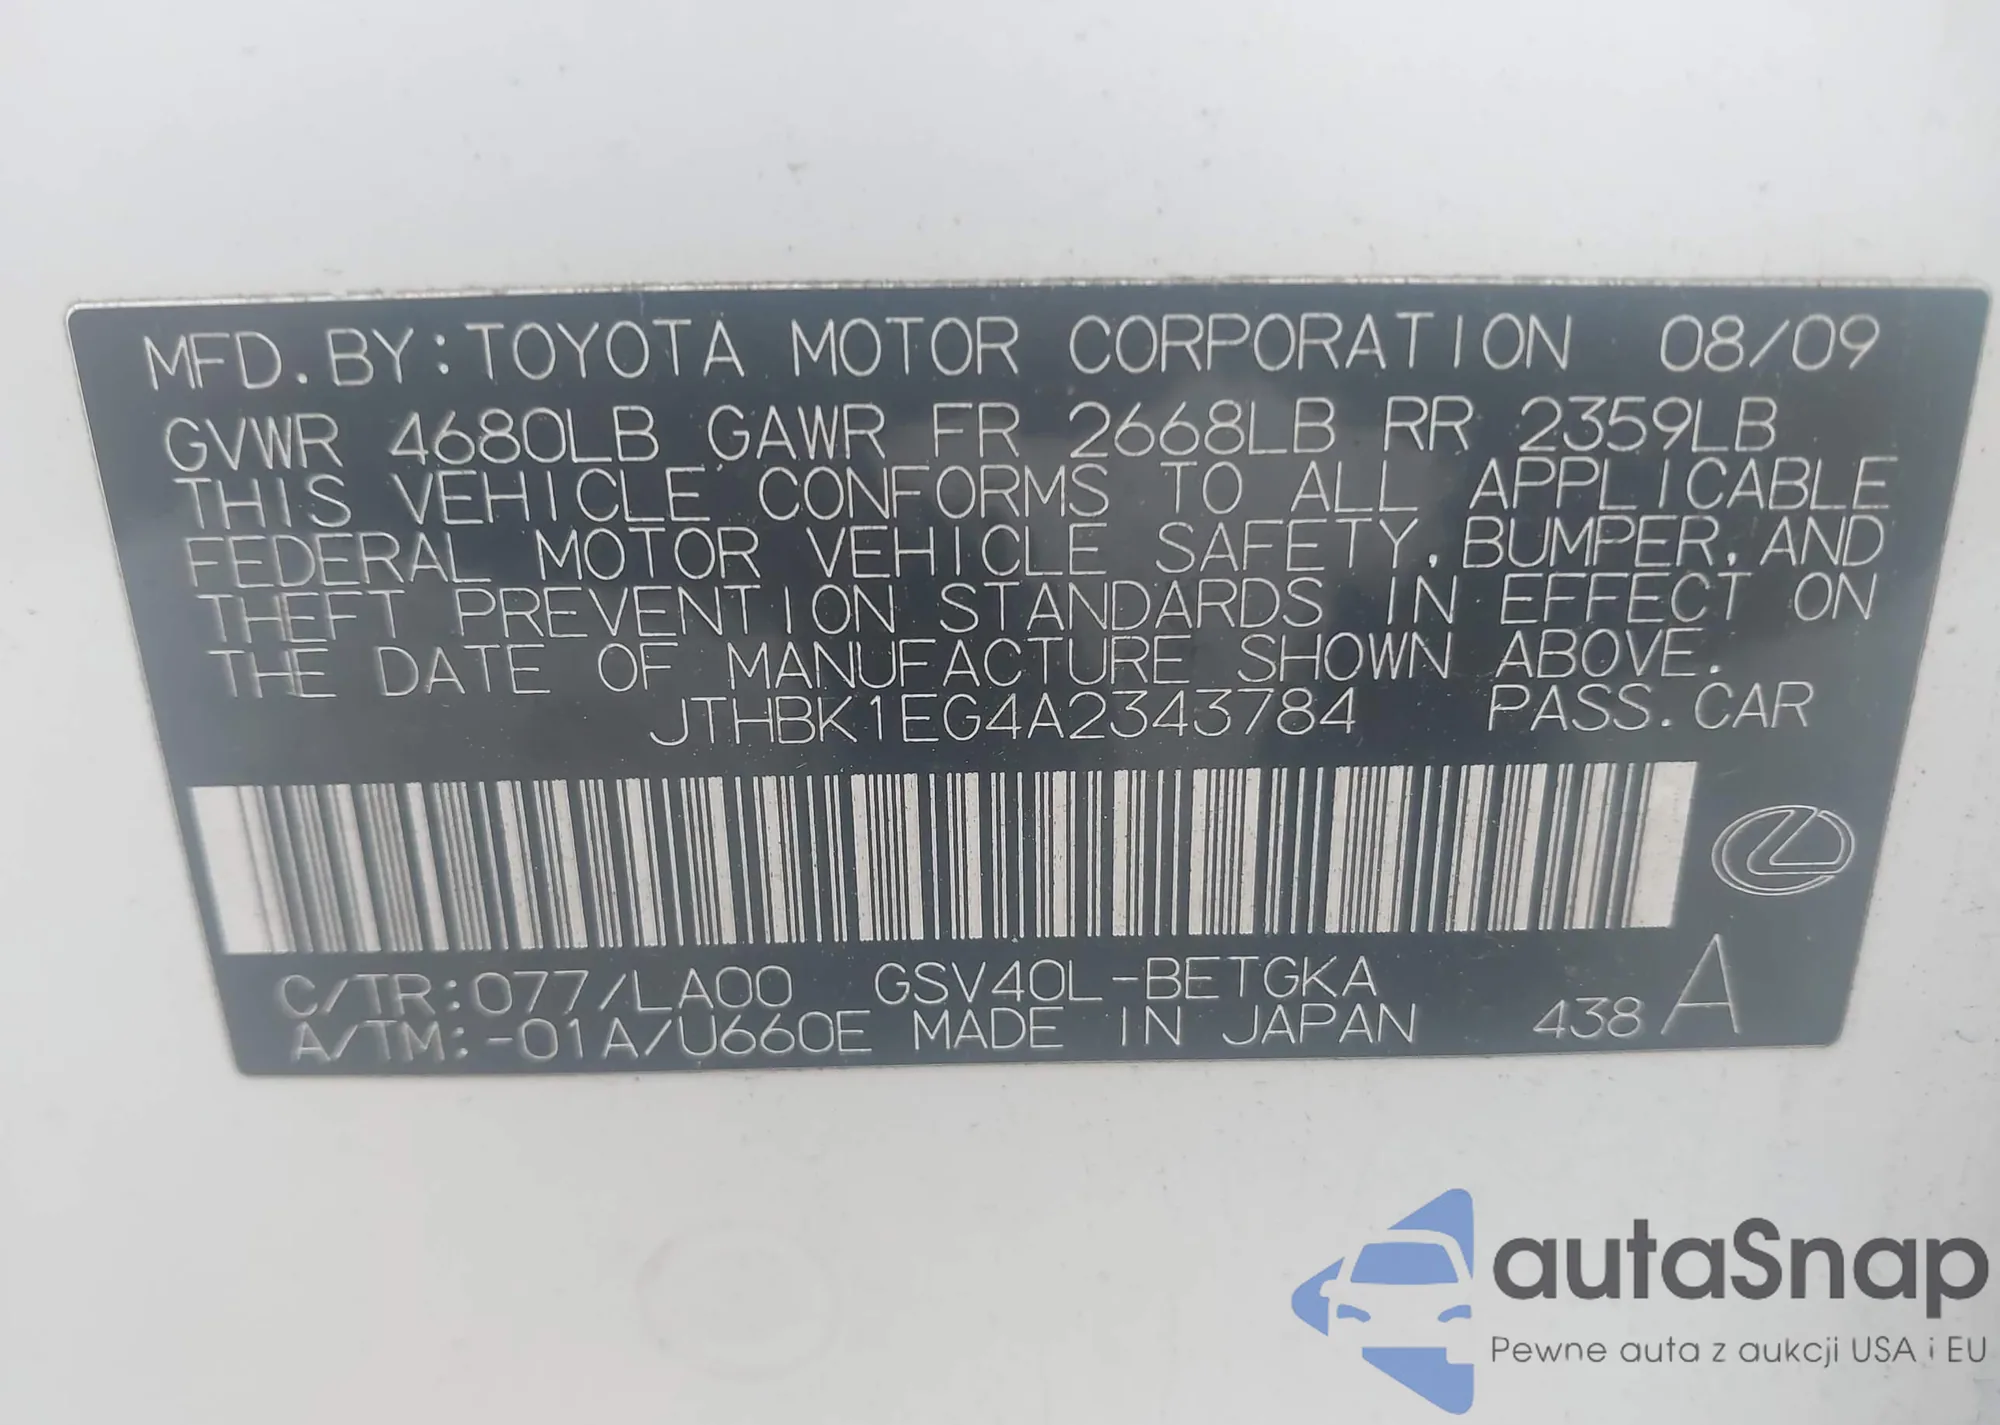 MFD. BY: TOYOTA MOTOR CORPORATION 08/09
GVWR 4680LB GAWR FR 2668LB RR 2359LB
THIS VEHICLE CONFORMS TO ALL APPLICABLE
FEDERAL MOTOR VEHICLE SAFETY, BUMPER, AND
THEFT PREVENTION STANDARDS IN EFFECT ON
THE DATE OF MANUFACTURE SHOWN ABOVE.
JTHBK1EG4A2343784 PASS. CAR
C/TR: 077/LA00 GSV40L-BETGKA
A/TM: -01A/U660E MADE IN JAPAN 438 A
autaSnap
Pewne auta z aukcji USA i EU